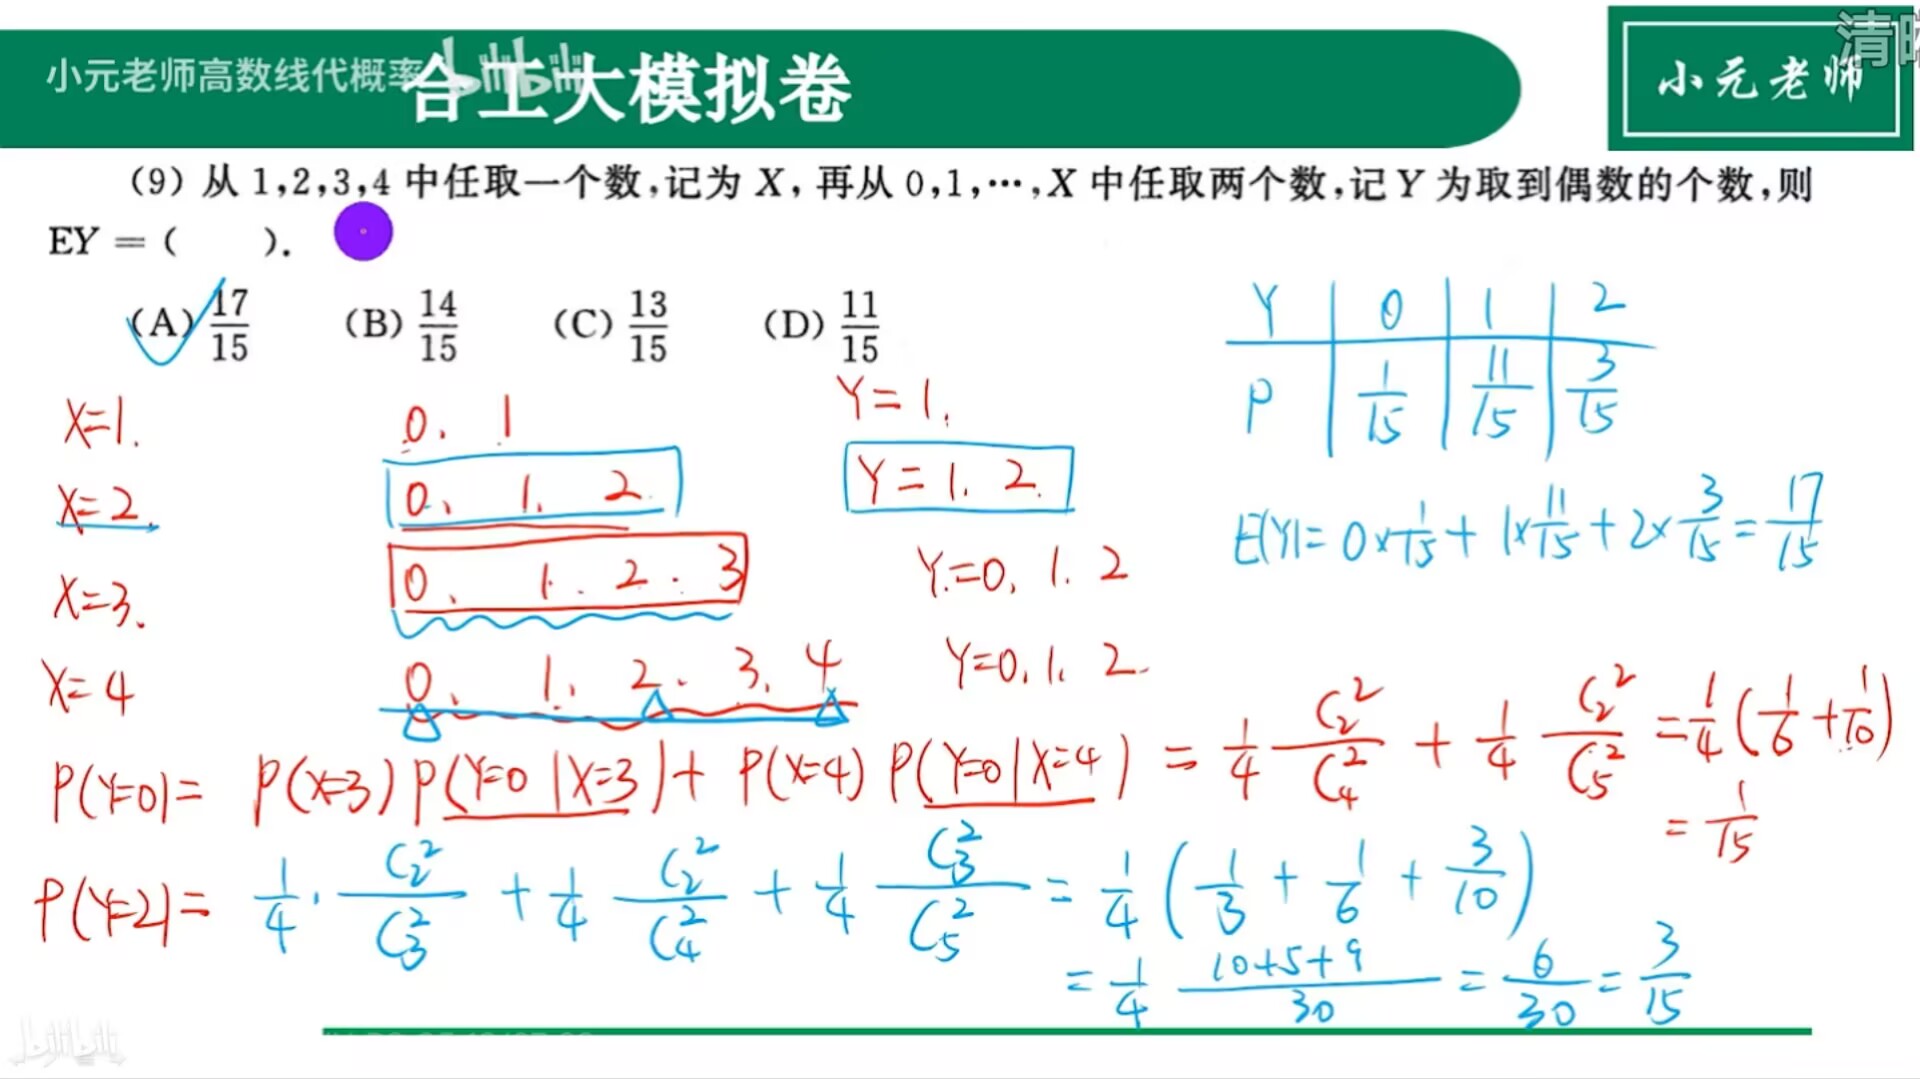 小元老师高数线代概率
合工大模拟卷
小元老师
(9) 从 1,2,3,4 中任取一个数,记为 X, 再从 0,1,⋯,X 中任取两个数,记 Y 为取到偶数的个数,则
EY = (    ).
(A) 17/15 (B) 14/15 (C) 13/15 (D) 11/15
Y | 0 | 1 | 2
P | 1/15 | 11/15 | 3/15
X=1. 0. 1 Y=1.
X=2. 0. 1. 2. Y=1. 2.
E(Y)= 0×1/15 + 1×11/15 + 2×3/15 = 17/15
X=3. 0. 1. 2. 3 Y=0. 1. 2
X=4 0. 1. 2. 3. 4 Y=0. 1. 2.
P(Y=0)= P(X=3)P(Y=0|X=3)+ P(X=4) P(Y=0|X=4) = 1/4 C₂²/C₄² + 1/4 C₂²/C₅² = 1/4(1/6+1/10)
= 1/15
P(Y=2)= 1/4·C₂²/C₃² + 1/4 C₂²/C₄² + 1/4 C₃²/C₅² = 1/4(1/3 + 1/6 + 3/10)
= 1/4 (10+5+9)/30 = 6/30 = 3/15
bilibili